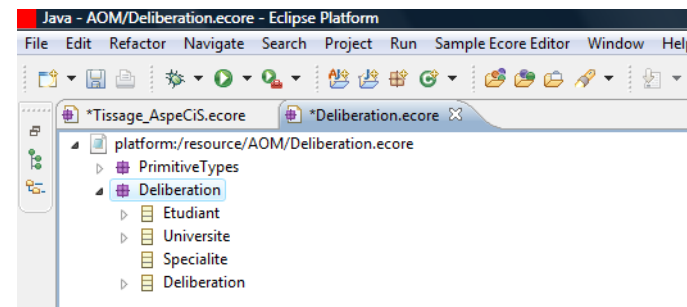 Java - AOM/Deliberation.ecore - Eclipse Platform
File Edit Refactor Navigate Search Project Run Sample Ecore Editor Window Help
*Tissage_AspeCiS.ecore *Deliberation.ecore
platform:/resource/AOM/Deliberation.ecore
PrimitiveTypes
Deliberation
Etudiant
Universite
Specialite
Deliberation